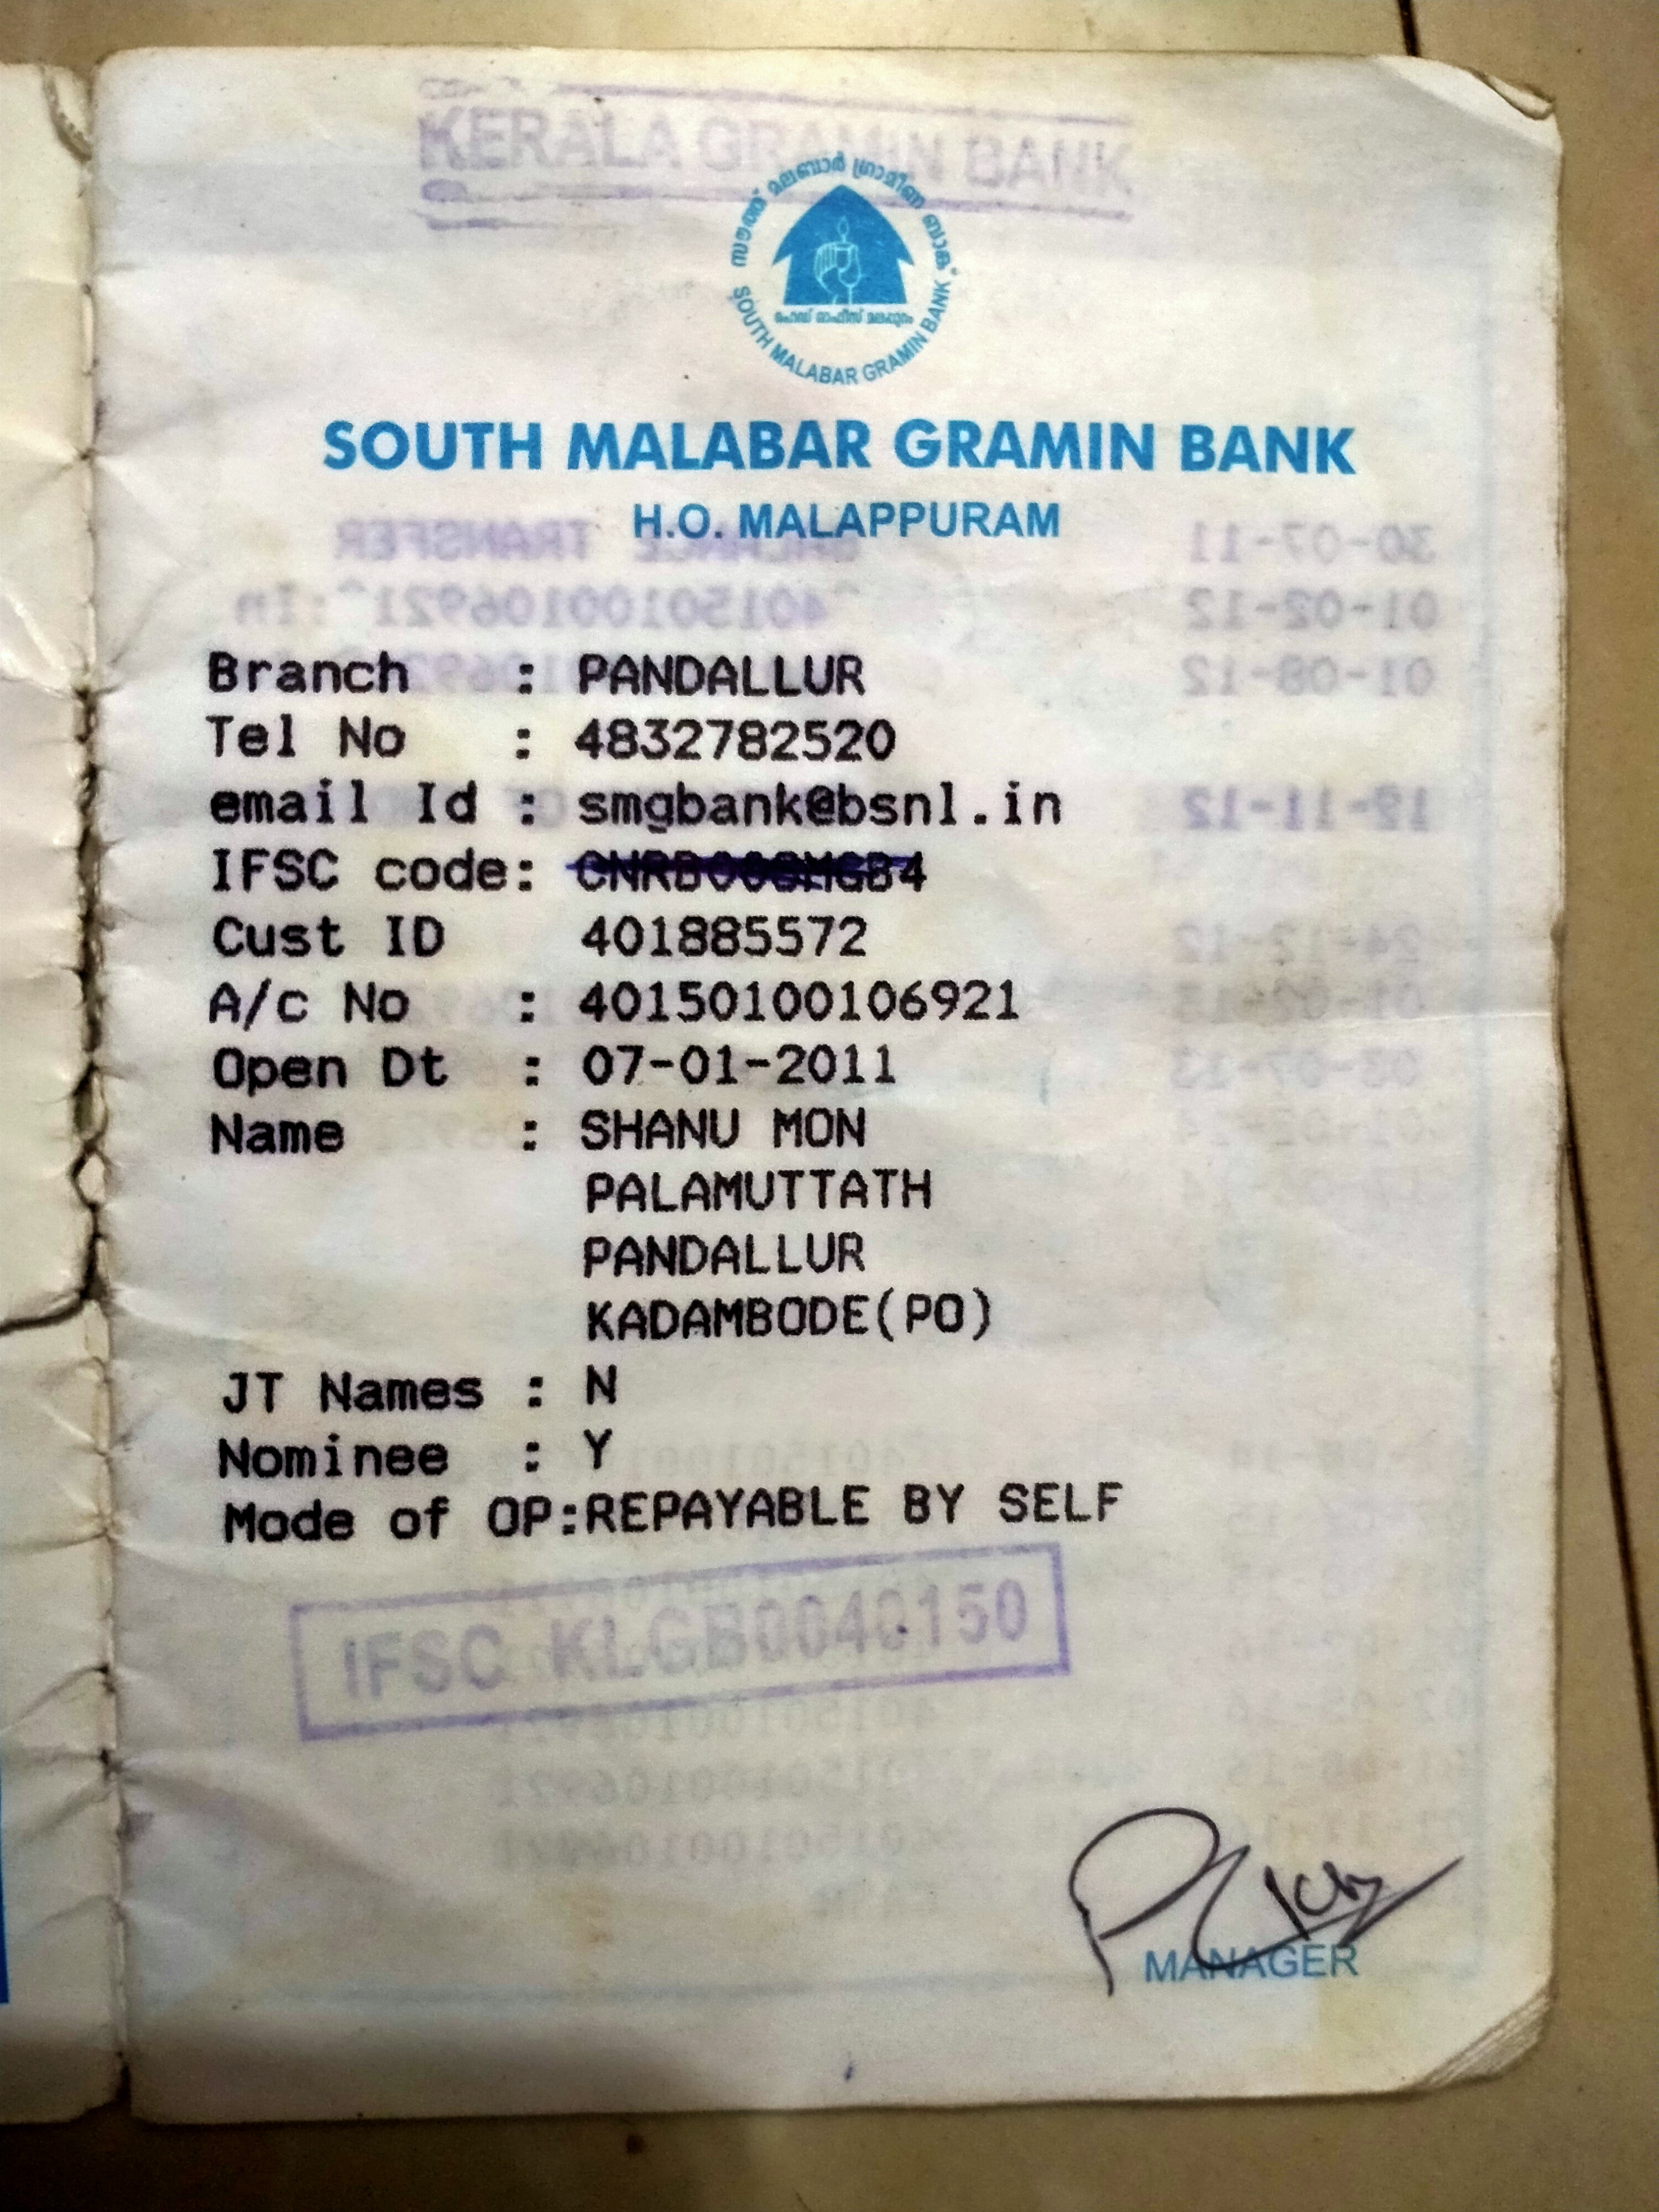 KERALA GRAMIN BANK
സൗത്ത് മലബാർ ഗ്രാമീണ ബാങ്ക്
SOUTH MALABAR GRAMIN BANK
SOUTH MALABAR GRAMIN BANK
H.O. MALAPPURAM
Branch : PANDALLUR
Tel No : 4832782520
email Id : smgbank@bsnl.in
IFSC code:
Cust ID 401885572
A/c No : 40150100106921
Open Dt : 07-01-2011
Name : SHANU MON
PALAMUTTATH
PANDALLUR
KADAMBODE(PO)
JT Names : N
Nominee : Y
Mode of OP:REPAYABLE BY SELF
IFSC KLGB0040150
MANAGER